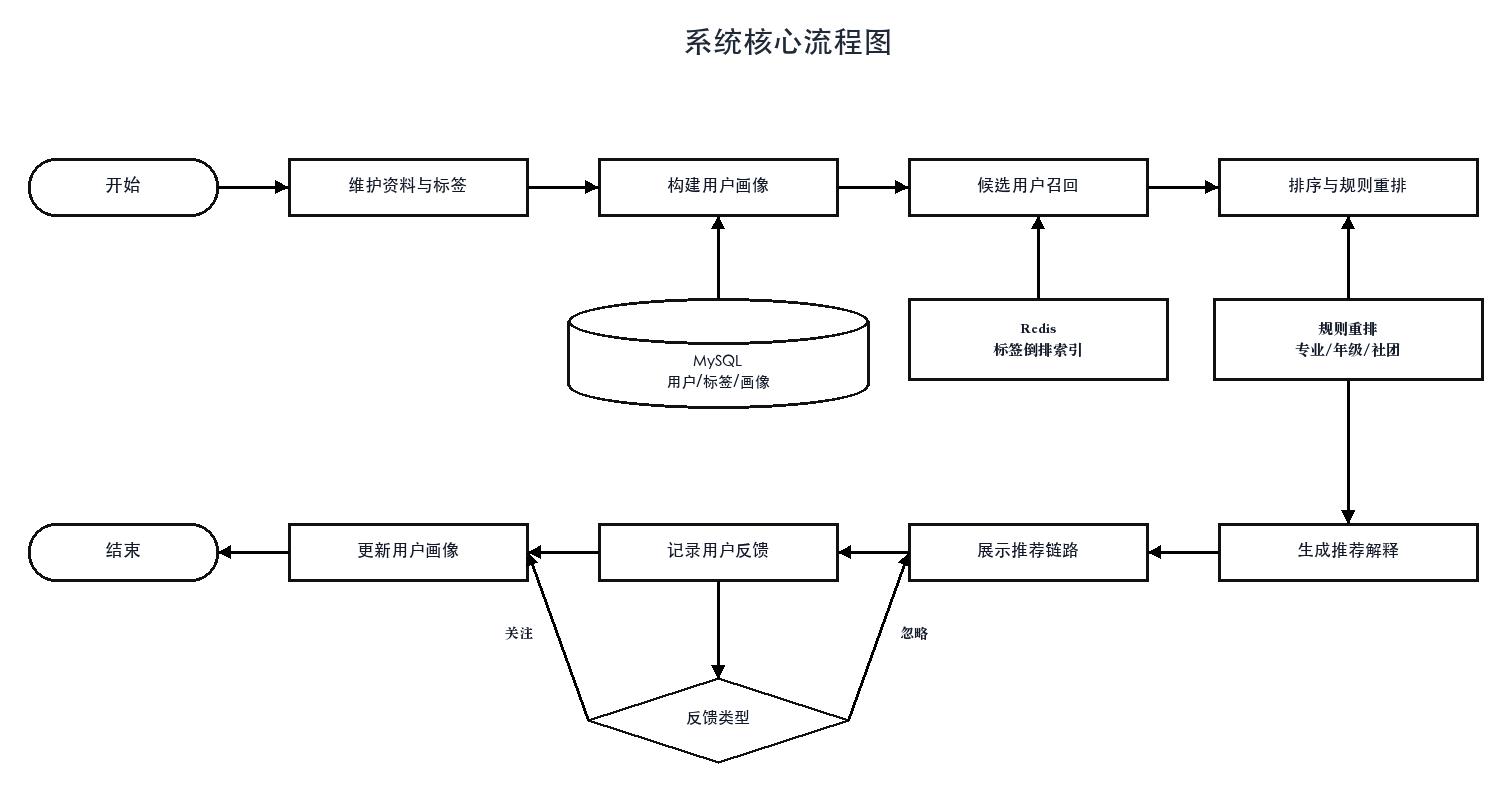 系统核心流程图
开始
维护资料与标签
构建用户画像
候选用户召回
排序与规则重排
MySQL
用户/标签/画像
Redis
标签倒排索引
规则重排
专业/年级/社团
结束
更新用户画像
记录用户反馈
展示推荐链路
生成推荐解释
关注
忽略
反馈类型